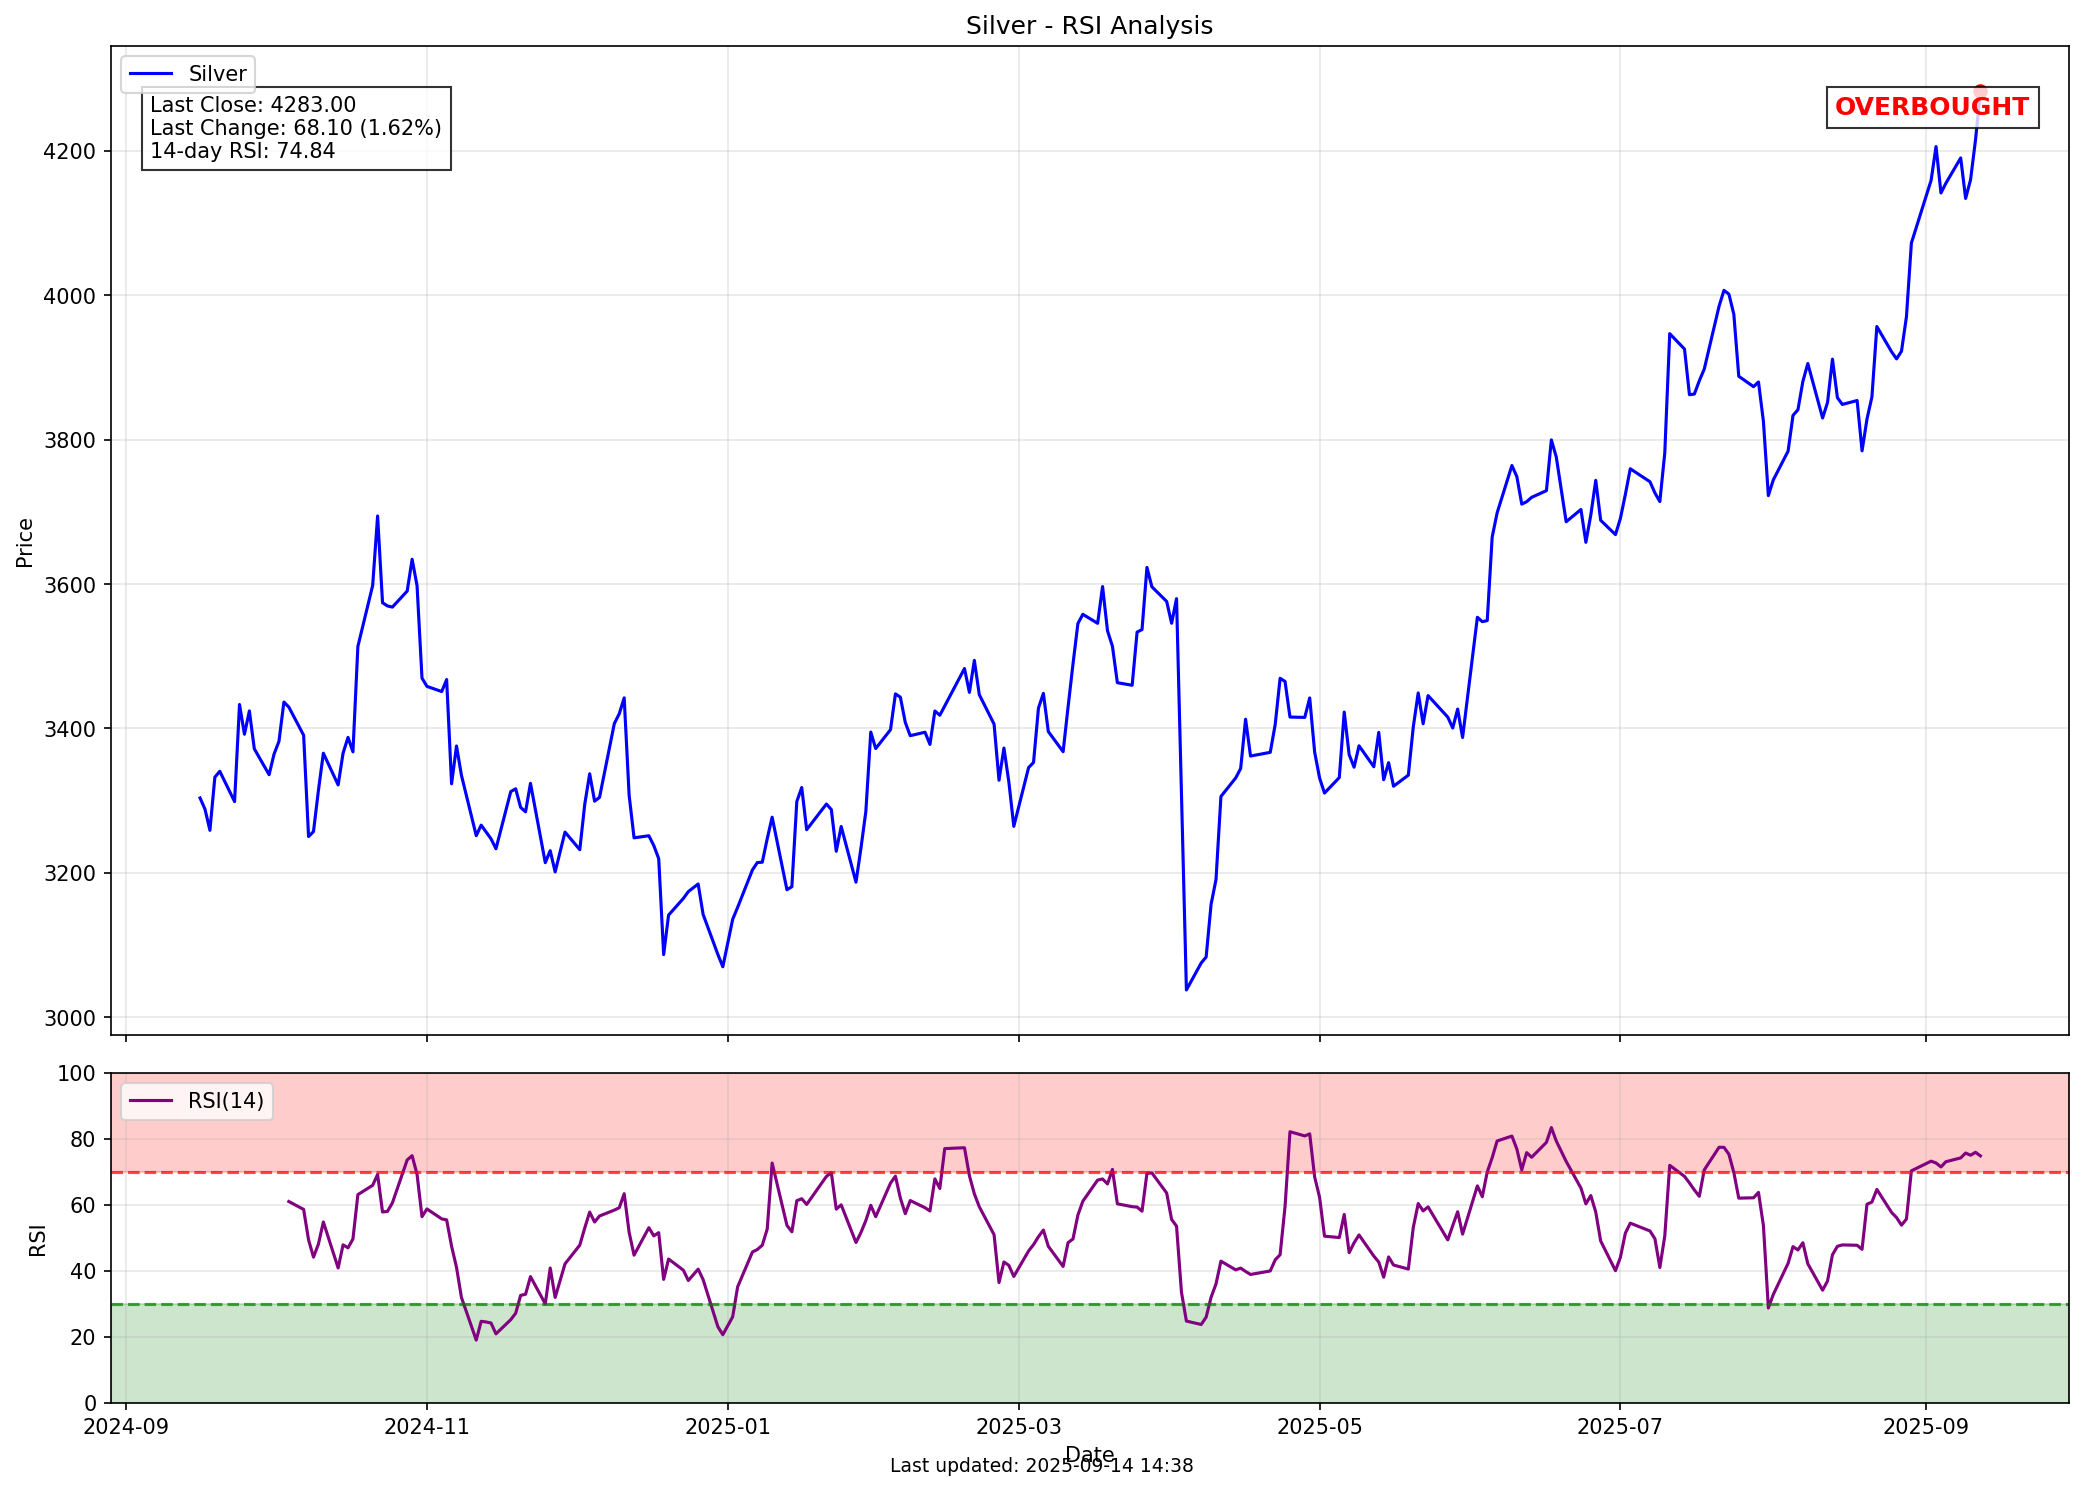 Silver - RSI Analysis
Silver
Last Close: 4283.00
Last Change: 68.10 (1.62%)
14-day RSI: 74.84
OVERBOUGHT
Price
4200
4000
3800
3600
3400
3200
3000
RSI(14)
RSI
100
80
60
40
20
0
2024-09
2024-11
2025-01
2025-03
2025-05
2025-07
2025-09
Date
Last updated: 2025-09-14 14:38